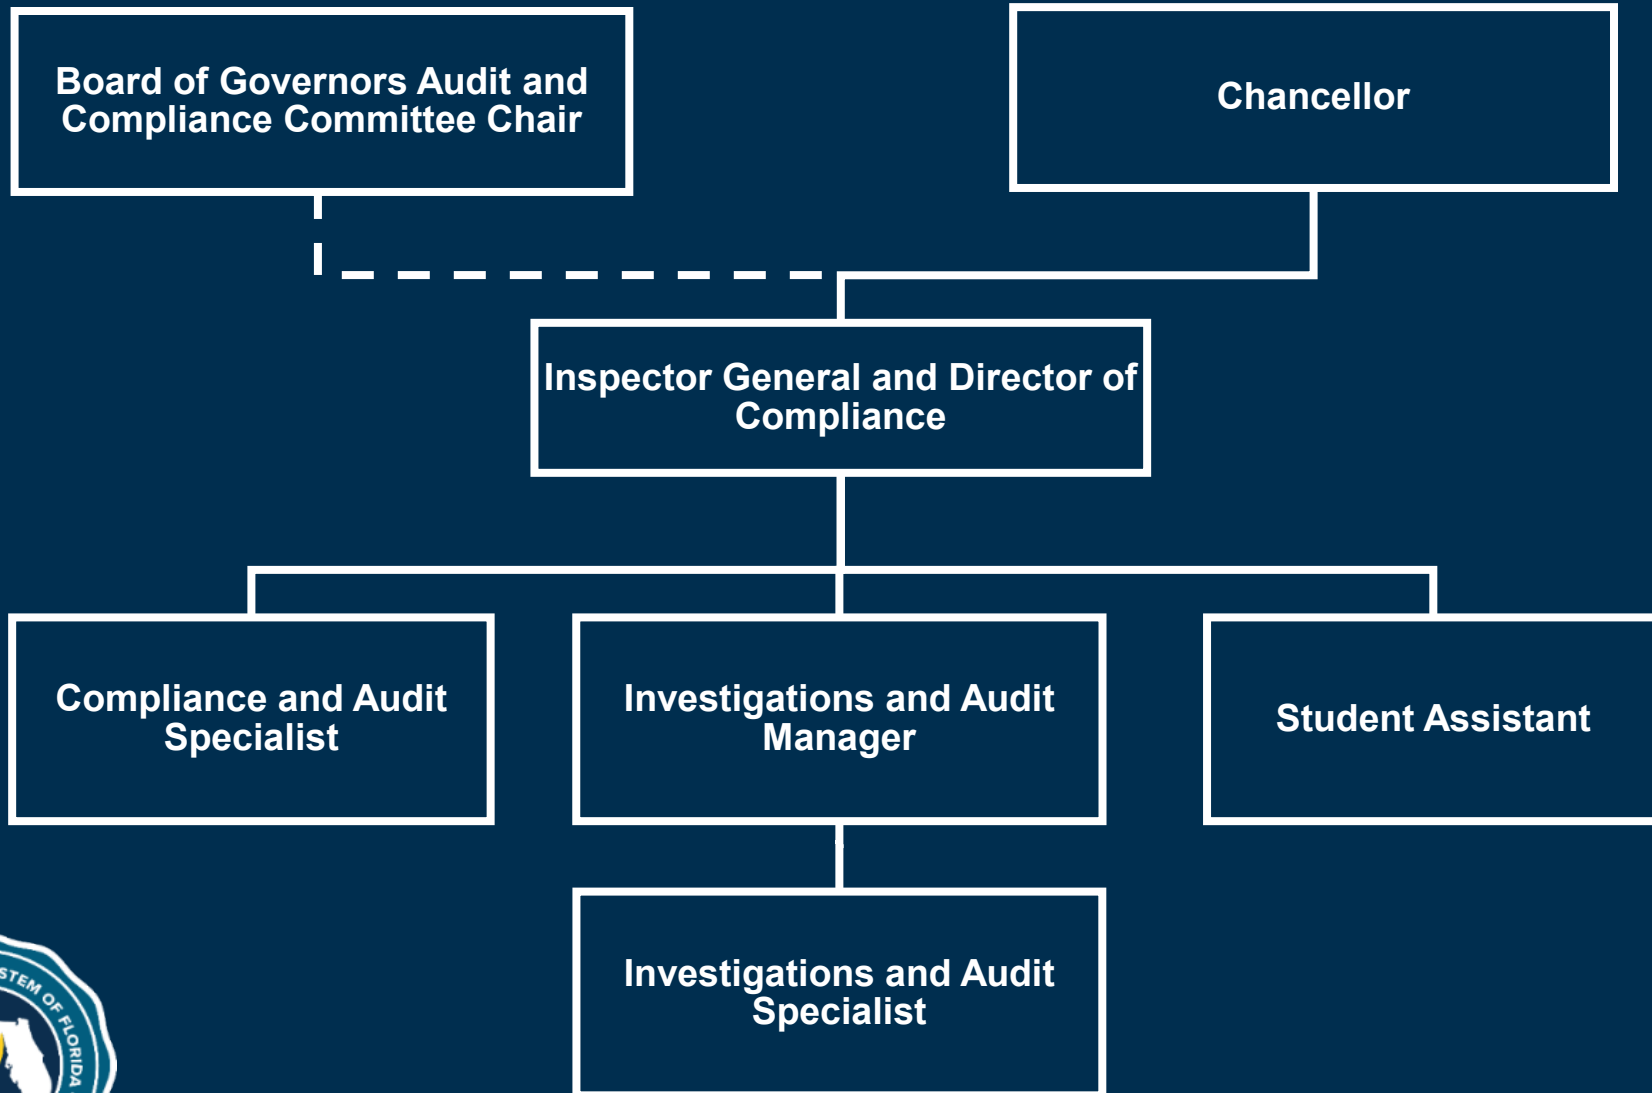 Board of Governors Audit and
Compliance Committee Chair
Chancellor
Inspector General and Director of
Compliance
Compliance and Audit
Specialist
Investigations and Audit
Manager
Student Assistant
Investigations and Audit
Specialist
OF FLORIDA